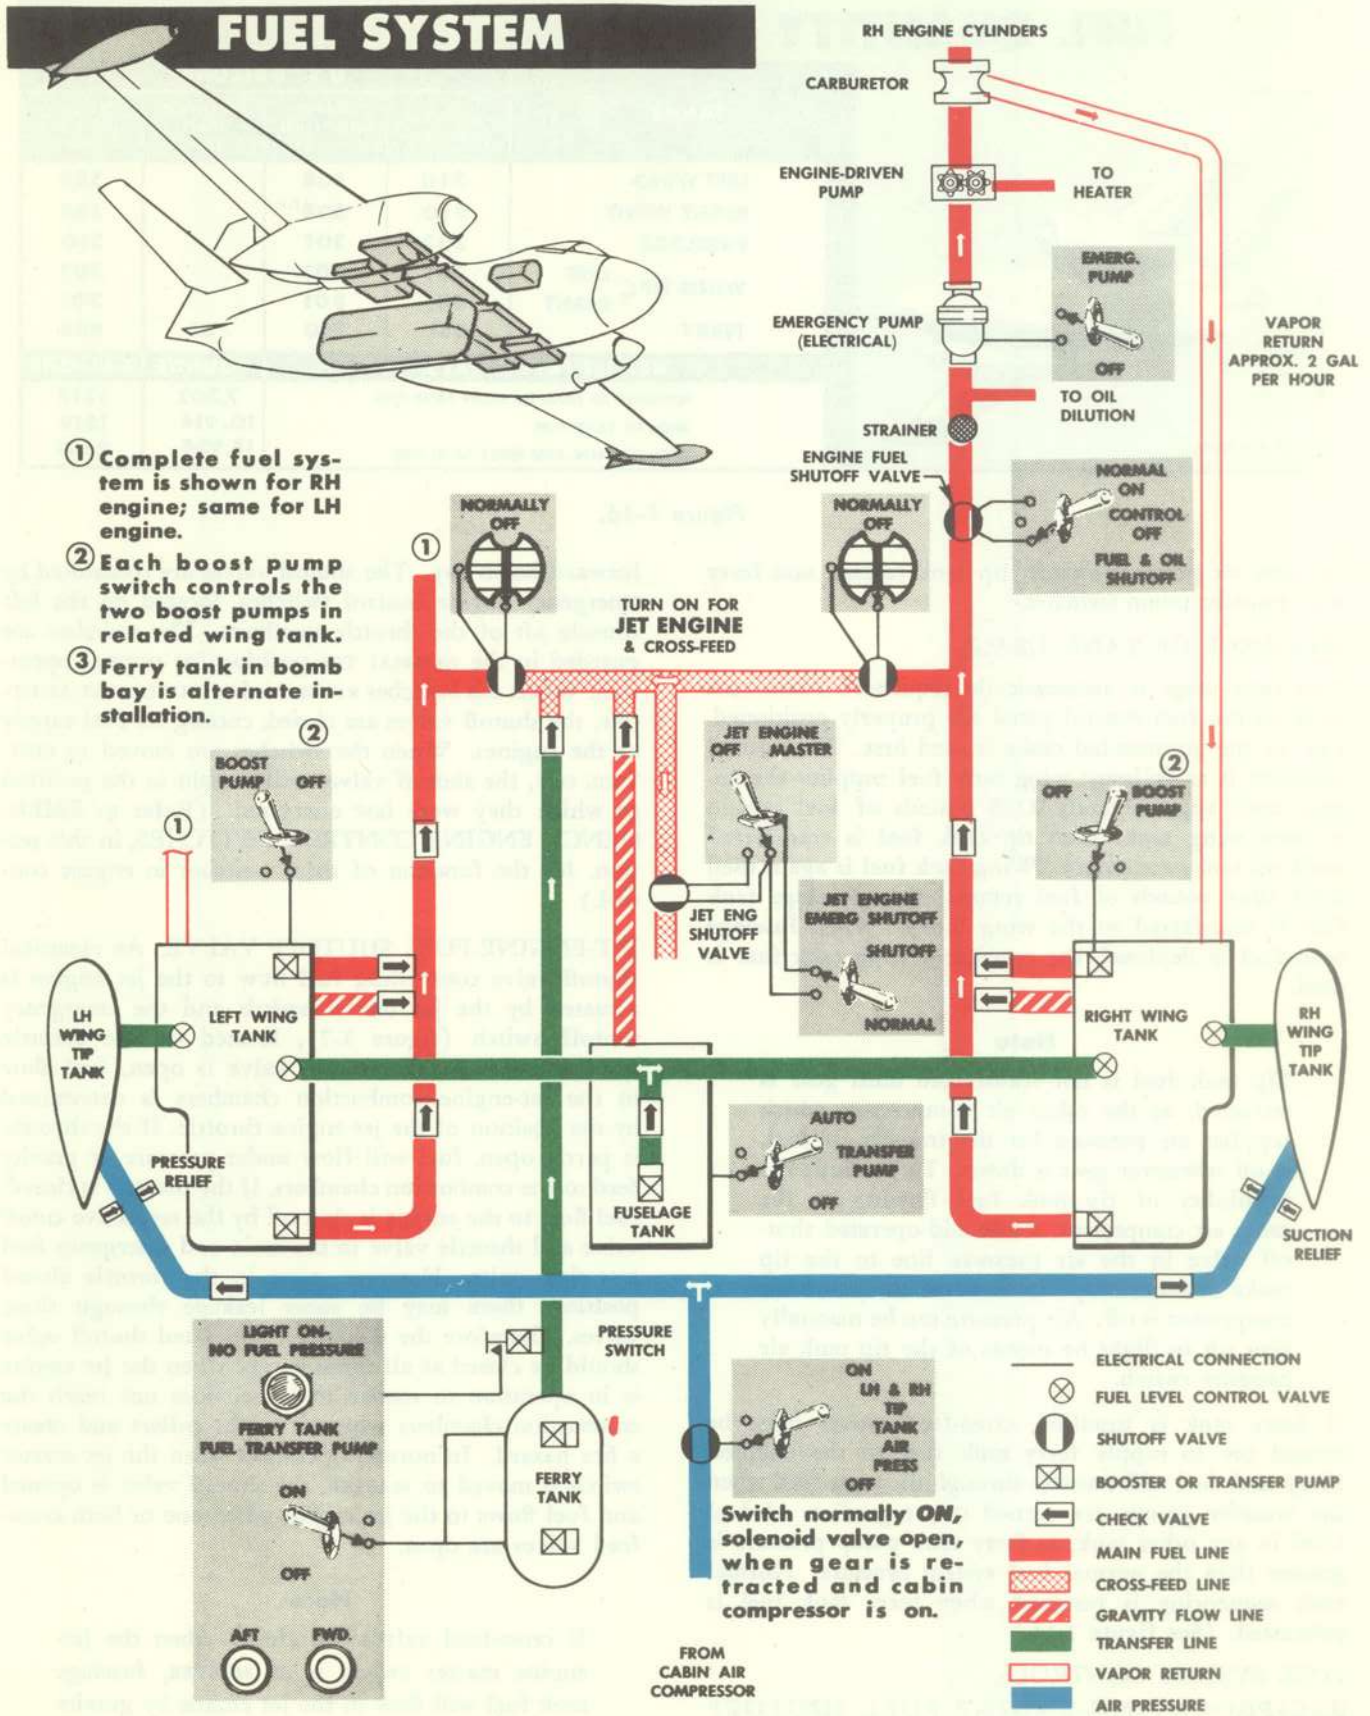 FUEL SYSTEM
RH ENGINE CYLINDERS
CARBURETOR
ENGINE-DRIVEN
PUMP
TO
HEATER
EMERG.
PUMP
OFF
EMERGENCY PUMP
(ELECTRICAL)
VAPOR
RETURN
APPROX. 2 GAL
PER HOUR
TO OIL
DILUTION
STRAINER
ENGINE FUEL
SHUTOFF VALVE
NORMAL
ON
CONTROL
OFF
FUEL & OIL
SHUTOFF
1 Complete fuel sys-
tem is shown for RH
engine; same for LH
engine.
2 Each boost pump
switch controls the
two boost pumps in
related wing tank.
3 Ferry tank in bomb
bay is alternate in-
stallation.
1
NORMALLY
OFF
NORMALLY
OFF
TURN ON FOR
JET ENGINE
& CROSS-FEED
2
BOOST
PUMP OFF
1
JET ENGINE
OFF MASTER
2
OFF BOOST
PUMP
JET ENG
SHUTOFF
VALVE
JET ENGINE
EMERG SHUTOFF
SHUTOFF
NORMAL
LH
WING
TIP
TANK
LEFT WING
TANK
RIGHT WING
TANK
RH
WING
TIP
TANK
PRESSURE
RELIEF
FUSELAGE
TANK
AUTO
TRANSFER
PUMP
OFF
SUCTION
RELIEF
LIGHT ON-
NO FUEL PRESSURE
FERRY TANK
FUEL TRANSFER PUMP
ON
OFF
AFT FWD
PRESSURE
SWITCH
FERRY
TANK
ON
LH & RH
TIP
TANK
AIR
PRESS
OFF
Switch normally ON,
solenoid valve open,
when gear is re-
tracted and cabin
compressor is on.
FROM
CABIN AIR
COMPRESSOR
ELECTRICAL CONNECTION
FUEL LEVEL CONTROL VALVE
SHUTOFF VALVE
BOOSTER OR TRANSFER PUMP
CHECK VALVE
MAIN FUEL LINE
CROSS-FEED LINE
GRAVITY FLOW LINE
TRANSFER LINE
VAPOR RETURN
AIR PRESSURE